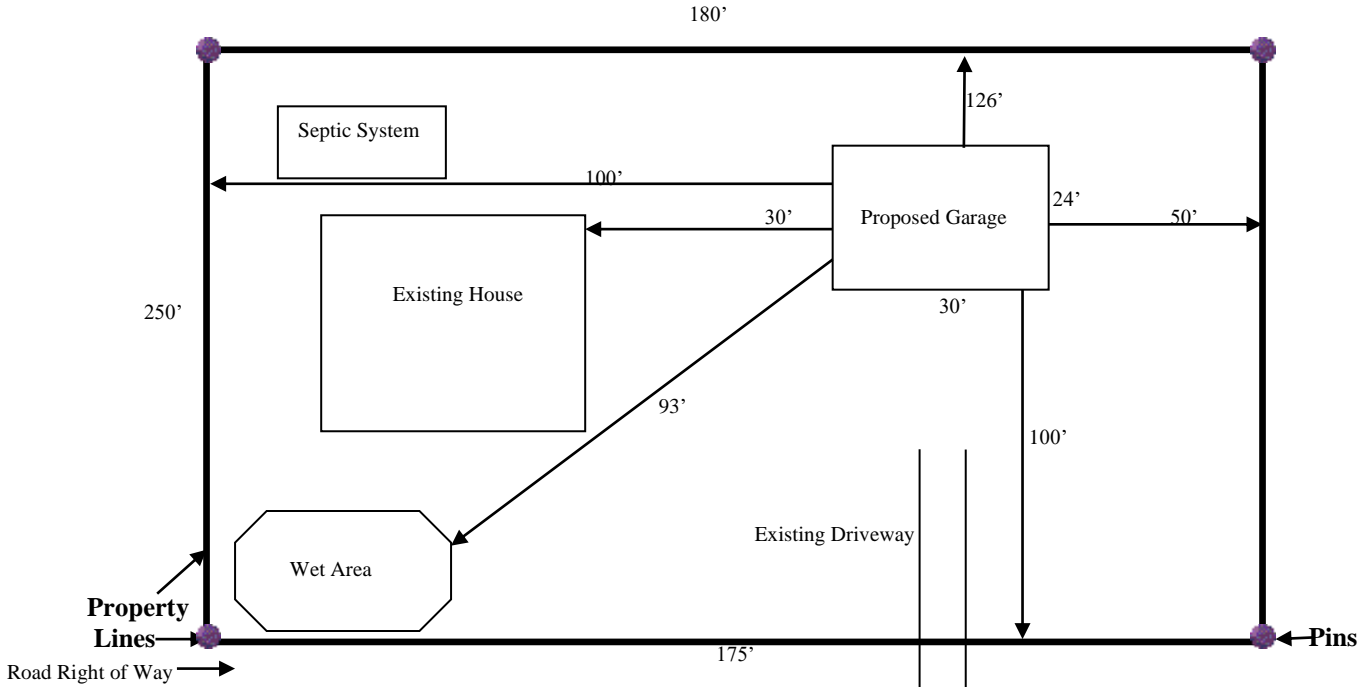 180’
126’
Septic System
100’
24’
30’
Proposed Garage
50’
Existing House
30’
250’
93’
100’
Existing Driveway
Wet Area
Property
Lines
Pins
175’
Road Right of Way